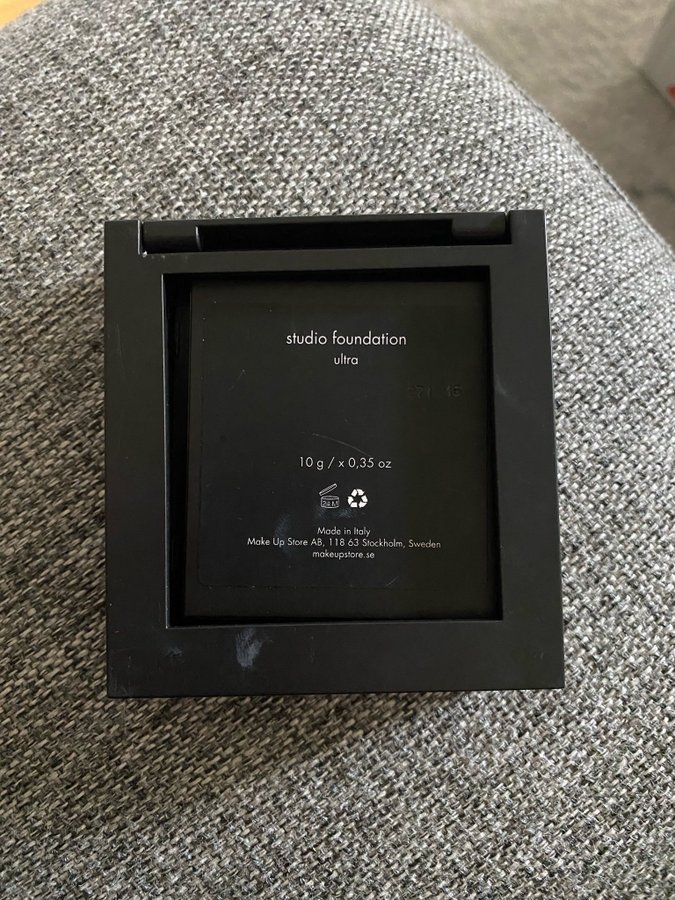 studio foundation
ultra
10 g / x 0,35 oz
24 M
Made in Italy
Make Up Store AB, 118 63 Stockholm, Sweden
makeupstore.se